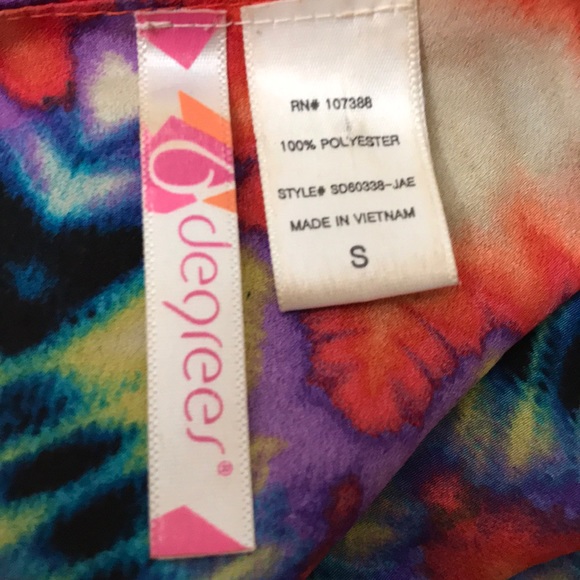 6 degrees®
RN# 107388
100% POLYESTER
STYLE# SD60338-JAE
MADE IN VIETNAM
S